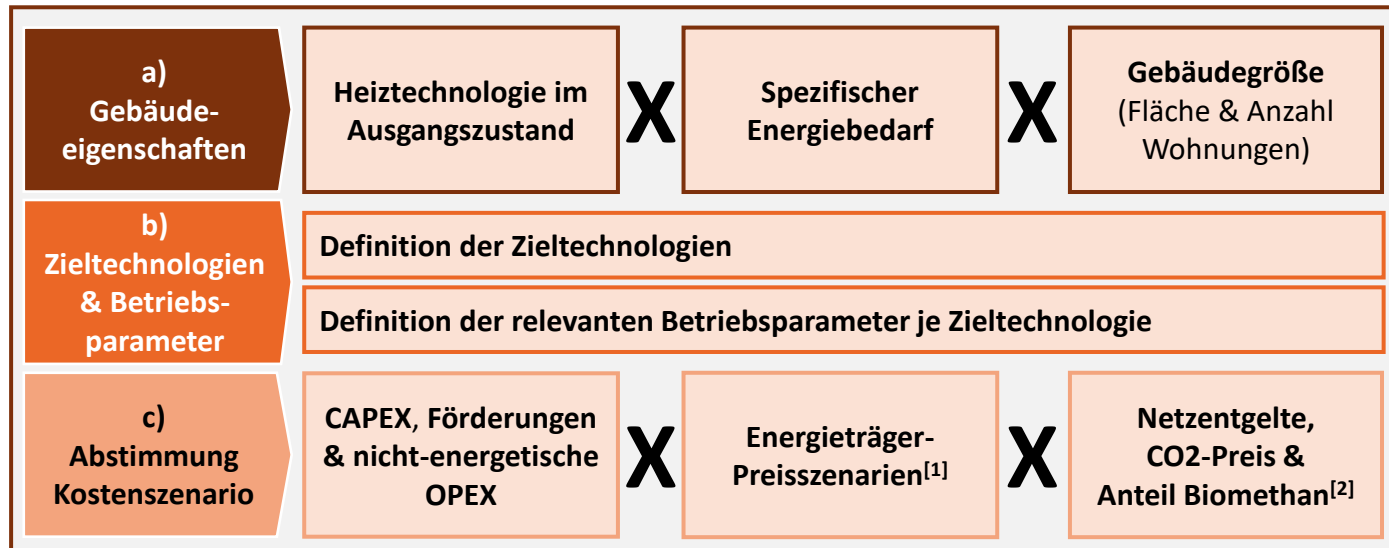 a)
Gebäude-
eigenschaften
Heiztechnologie im
Ausgangszustand
X
Spezifischer
Energiebedarf
X
Gebäudegröße
(Fläche & Anzahl
Wohnungen)
b)
Zieltechnologien
& Betriebs-
parameter
Definition der Zieltechnologien
Definition der relevanten Betriebsparameter je Zieltechnologie
c)
Abstimmung
Kostenszenario
CAPEX, Förderungen
& nicht-energetische
OPEX
X
Energieträger-
Preisszenarien[1]
X
Netzentgelte,
CO2-Preis &
Anteil Biomethan[2]